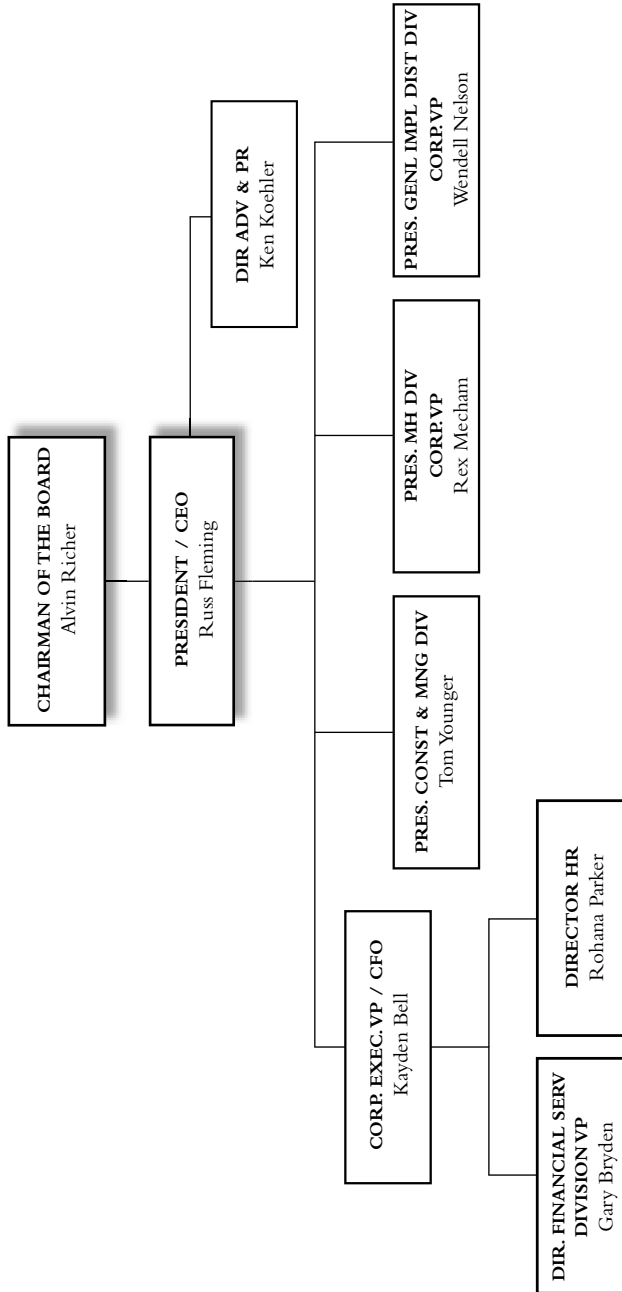 CHAIRMAN OF THE BOARD
Alvin Richer
PRESIDENT / CEO
Russ Fleming
DIR ADV & PR
Ken Koehler
CORP. EXEC. VP / CFO
Kayden Bell
PRES. CONST & MNG DIV
Tom Younger
PRES. MH DIV
CORP. VP
Rex Mecham
PRES. GENL IMPL DIST DIV
CORP. VP
Wendell Nelson
DIR. FINANCIAL SERV
DIVISION VP
Gary Bryden
DIRECTOR HR
Rohana Parker